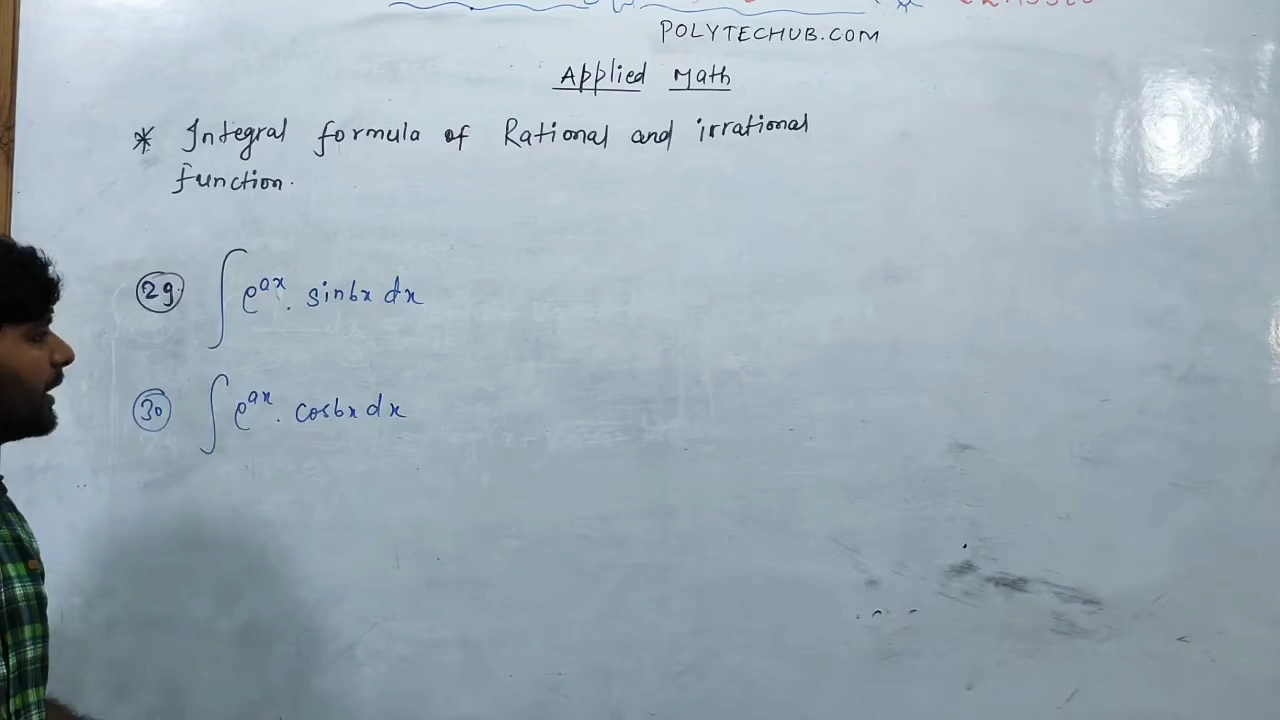 POLYTECHUB.COM
Applied Math
* Integral formula of Rational and irrational
function.
29. ∫ e^ax . sinbx dx
30 ∫ e^ax . cosbx dx